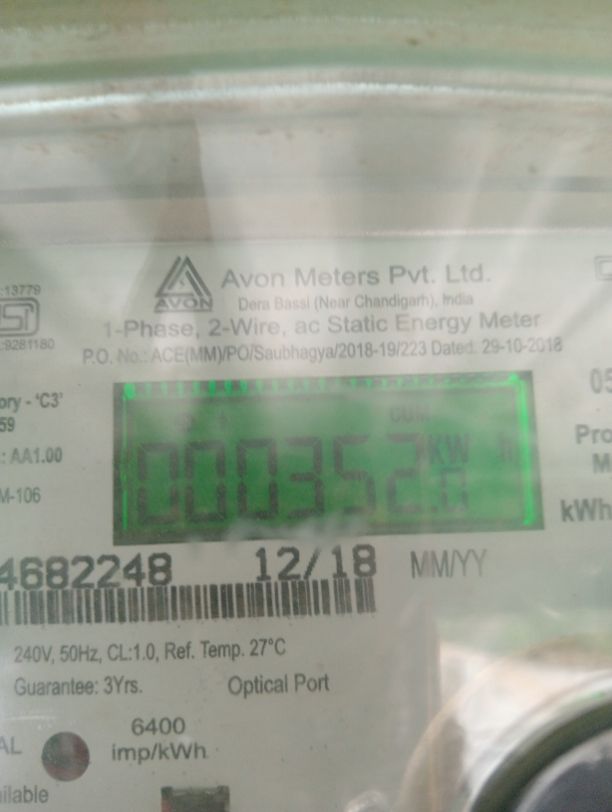 :13779
AVON
Avon Meters Pvt. Ltd.
Dera Bassi (Near Chandigarh), India
:9281180
1-Phase, 2-Wire, ac Static Energy Meter
P.O. No.: ACE(MM)/PO/Saubhagya/2018-19/223 Dated: 29-10-2018
ory - 'C3'
59
: AA1.00
M-106
CUM
000352.0
KW h
05
Pro
M
kWh
4682248 12/18 MM/YY
240V, 50Hz, CL:1.0, Ref. Temp. 27°C
Guarantee: 3Yrs. Optical Port
6400
imp/kWh
AL
ailable